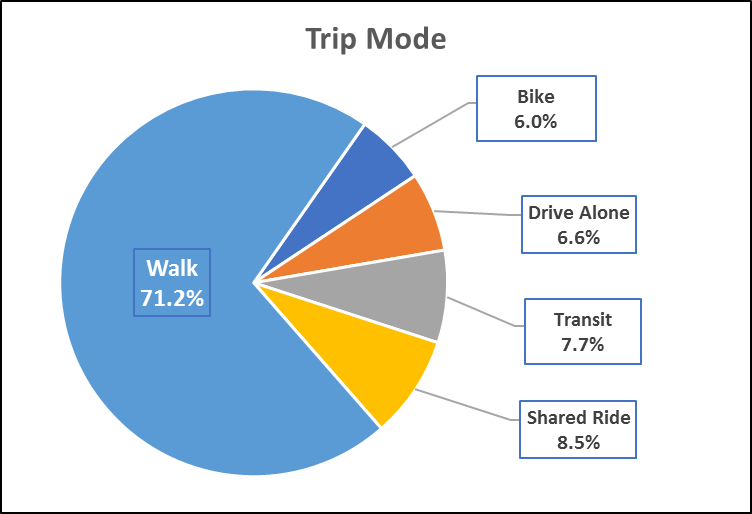 Trip Mode
Bike
6.0%
Drive Alone
6.6%
Walk
71.2%
Transit
7.7%
Shared Ride
8.5%